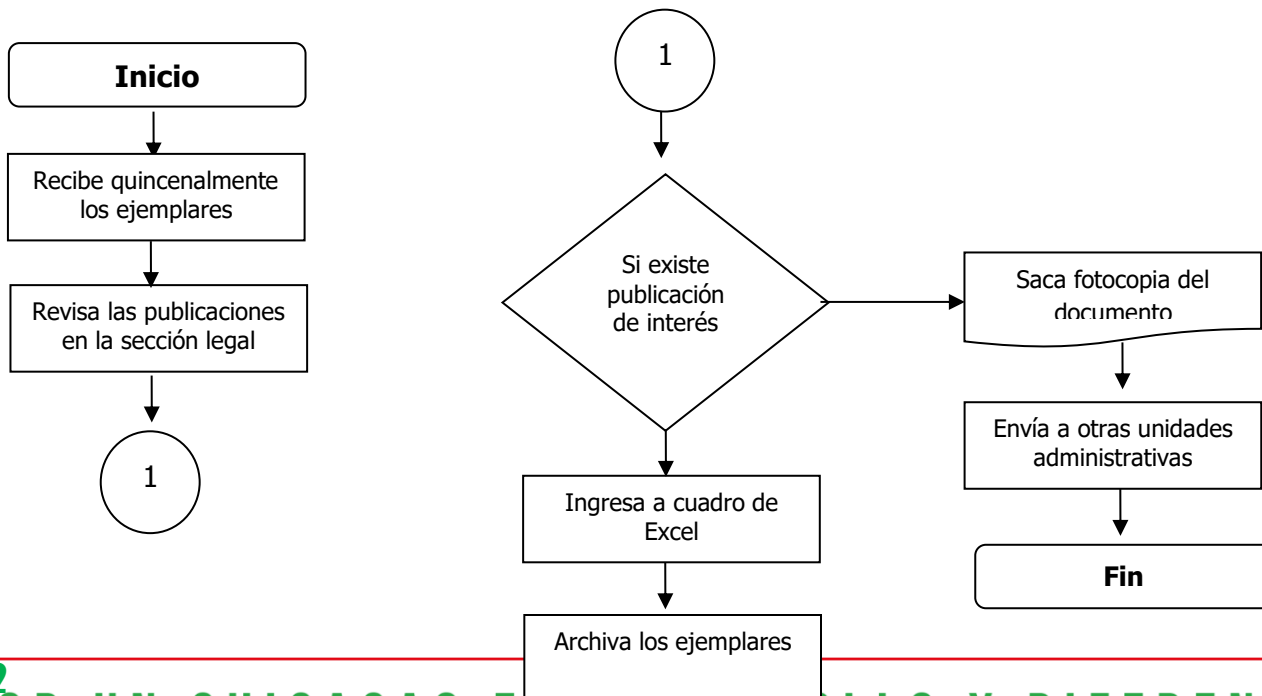 Inicio
Recibe quincenalmente
los ejemplares
Revisa las publicaciones
en la sección legal
1
1
Si existe
publicación
de interés
Saca fotocopia del
documento
Envía a otras unidades
administrativas
Fin
Ingresa a cuadro de
Excel
Archiva los ejemplares